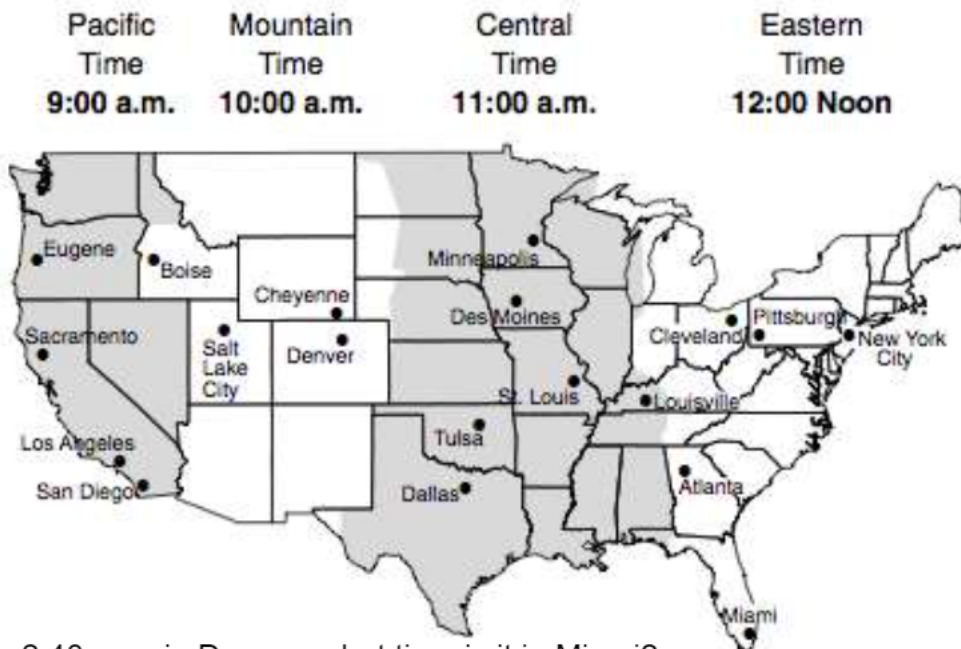 Pacific Mountain Central Eastern
Time Time Time Time
9:00 a.m. 10:00 a.m. 11:00 a.m. 12:00 Noon
Eugene
Boise
Minneapolis
Cheyenne
Des Moines
Sacramento
Salt
Lake
City
Denver
Cleveland
Pittsburgh
New York
City
St. Louis
Louisville
Los Angeles
Tulsa
San Diego
Dallas
Atlanta
Miami
in Denver, what time is it in Miami?